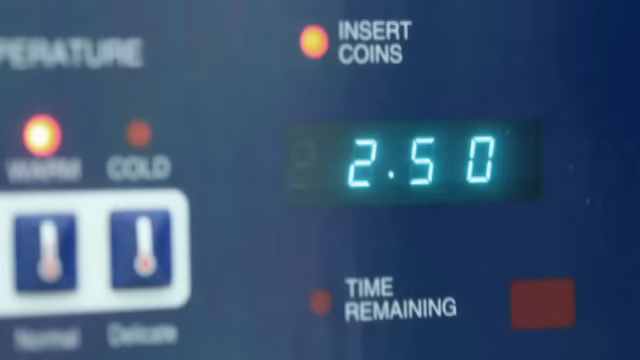 PERATURE
INSERT
COINS
WARM
COLD
2.50
TIME
REMAINING
Normal
Delicate